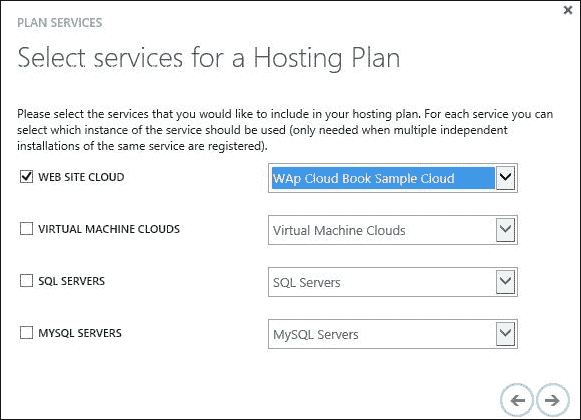 PLAN SERVICES
Select services for a Hosting Plan
Please select the services that you would like to include in your hosting plan. For each service you can
select which instance of the service should be used (only needed when multiple independent
installations of the same service are registered).
WEB SITE CLOUD WAp Cloud Book Sample Cloud
VIRTUAL MACHINE CLOUDS Virtual Machine Clouds
SQL SERVERS SQL Servers
MYSQL SERVERS MySQL Servers